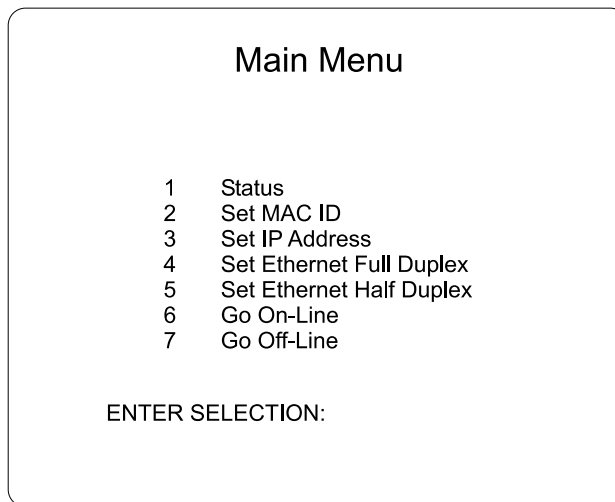 Main Menu
1 Status
2 Set MAC ID
3 Set IP Address
4 Set Ethernet Full Duplex
5 Set Ethernet Half Duplex
6 Go On-Line
7 Go Off-Line
ENTER SELECTION: